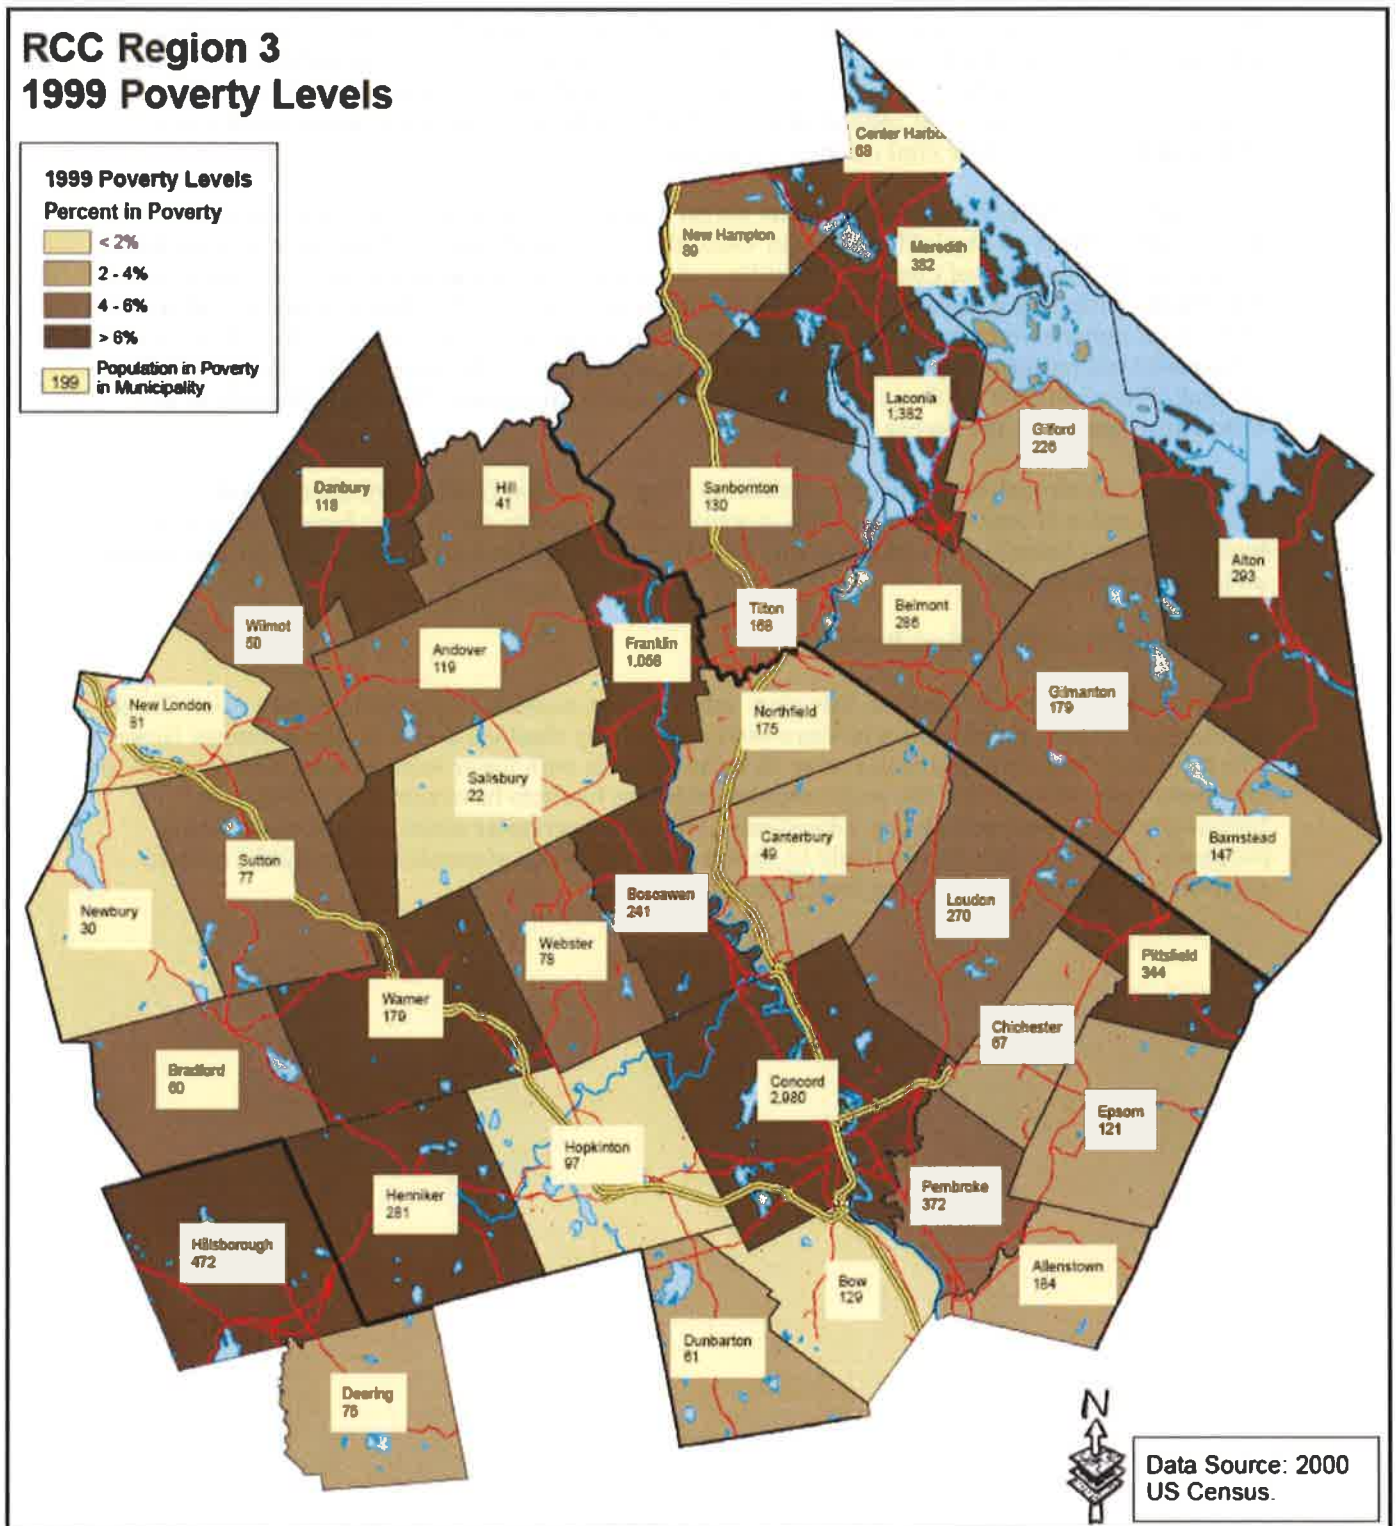 RCC Region 3
1999 Poverty Levels
1999 Poverty Levels
Percent in Poverty
< 2%
2 - 4%
4 - 6%
> 6%
199
Population in Poverty
in Municipality
Center Harbo
New Hampton
89
Meredith
382
Laconia
1,382
Gilford
226
Danbury
118
Hill
41
Sanbornton
130
Alton
293
Wilmot
50
Andover
119
Franklin
1,056
Tilton
168
Belmont
286
New London
81
Northfield
175
Gilmanton
179
Salisbury
22
Sutton
77
Canterbury
49
Barnstead
147
Newbury
30
Boscawen
241
Loudon
270
Webster
78
Pittsfield
344
Warner
179
Chichester
67
Bradford
60
Concord
2,980
Epsom
121
Hopkinton
97
Henniker
281
Pembroke
372
Hillsborough
472
Allenstown
184
Bow
129
Dunbarton
61
Deering
N
Data Source: 2000
US Census.